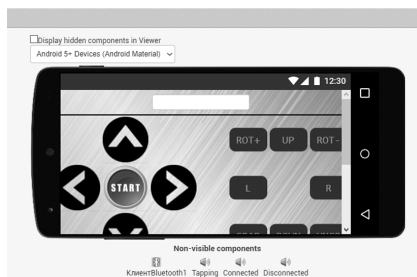 Display hidden components in Viewer
Android 5+ Devices (Android Material)
12:30
ROT+ UP ROT-
START
L R
Non-visible components
КлиентBluetooth1 Tapping Connected Disconnected